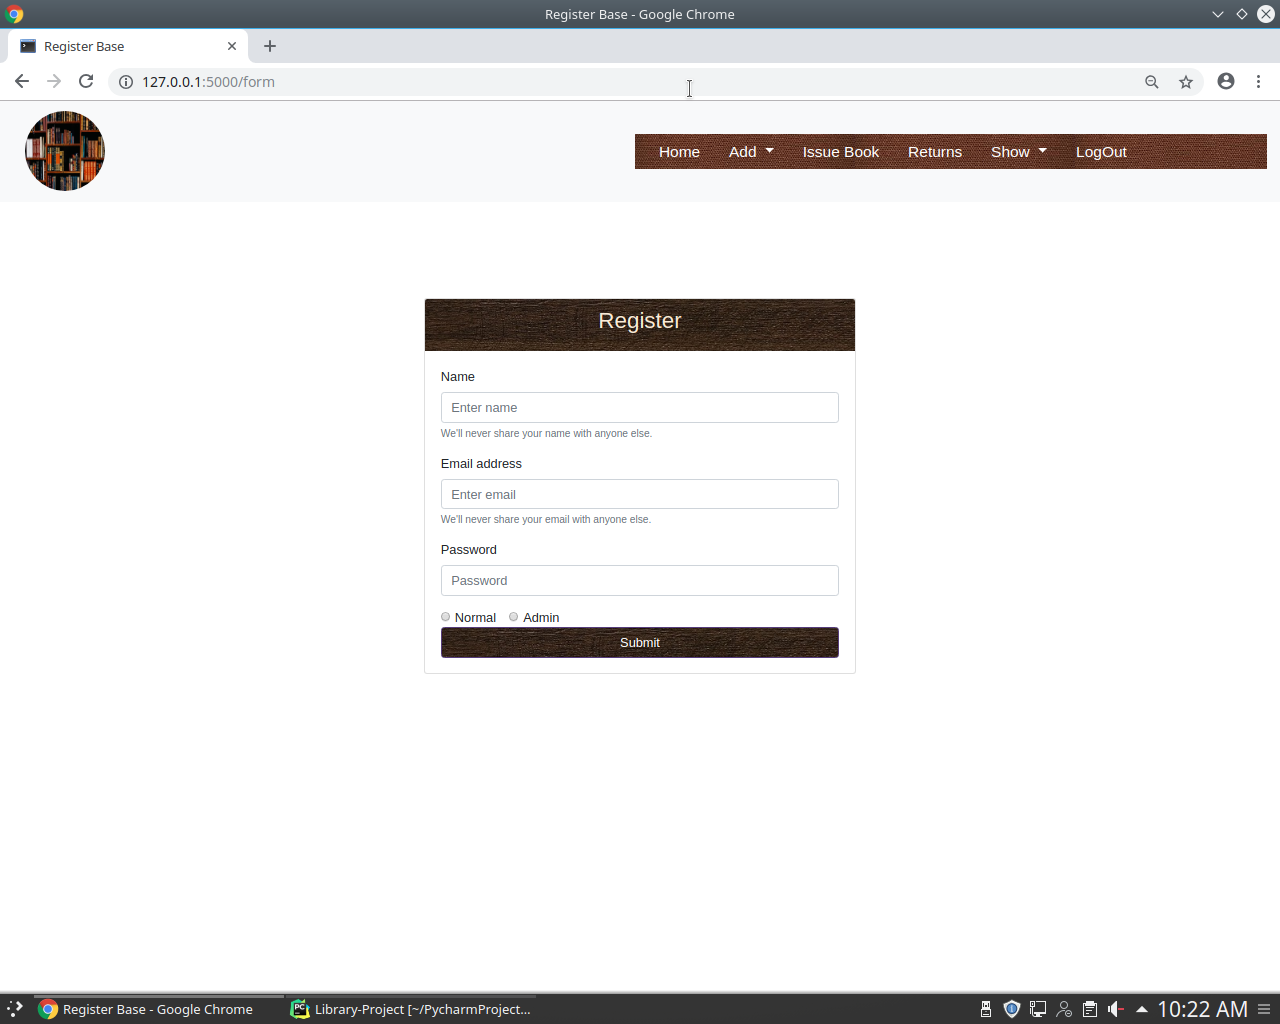 Register Base - Google Chrome
Register Base
127.0.0.1:5000/form
Home Add Issue Book Returns Show LogOut
Register
Name
Enter name
We'll never share your name with anyone else.
Email address
Enter email
We'll never share your email with anyone else.
Password
Password
Normal Admin
Submit
Register Base - Google Chrome PC Library-Project [~/PycharmProject... 10:22 AM